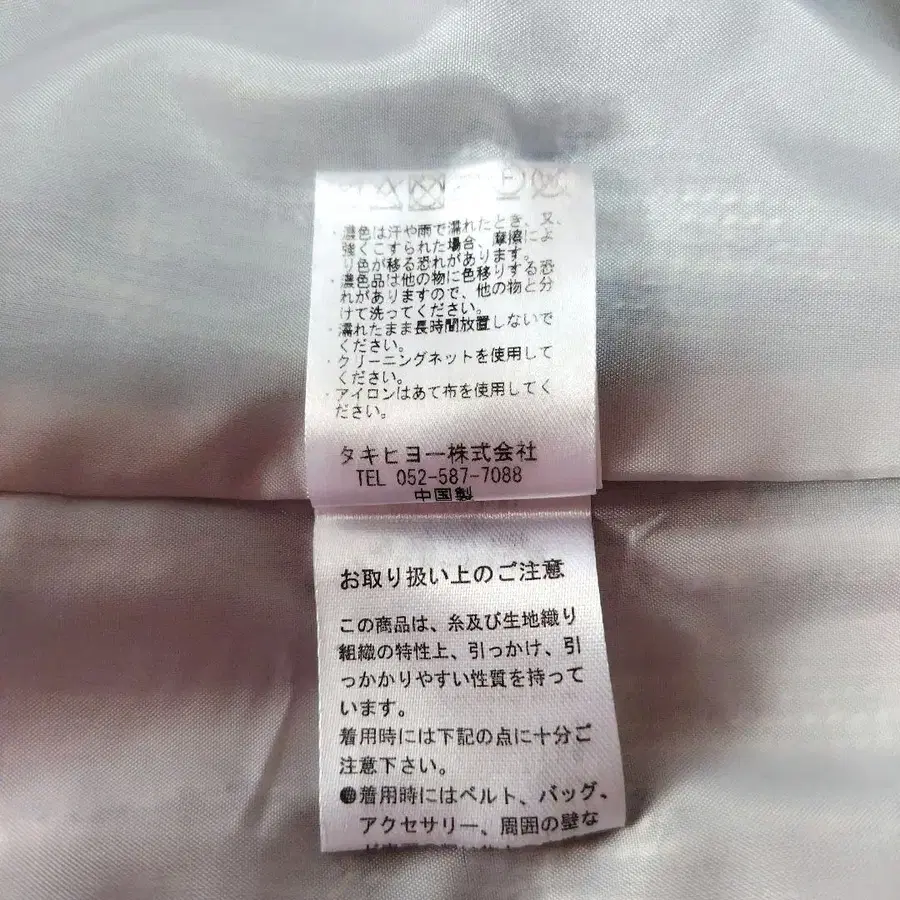 ・濃色は汗や雨で濡れたとき、又、
強くこすられた場合、摩擦によ
り色が移る恐れがあります。
・濃色品は他の物に色移りする恐
れがありますので、他の物と分
けて洗ってください。
・濡れたまま長時間放置しないで
ください。
・クリーニングネットを使用して
ください。
・アイロンはあて布を使用してく
ださい。
タキヒヨー株式会社
TEL 052-587-7088
中国製
お取り扱い上のご注意
この商品は、糸及び生地織り
組織の特性上、引っかけ、引
っかかりやすい性質を持って
います。
着用時には下記の点に十分ご
注意下さい。
●着用時にはベルト、バッグ、
アクセサリー、周囲の壁な